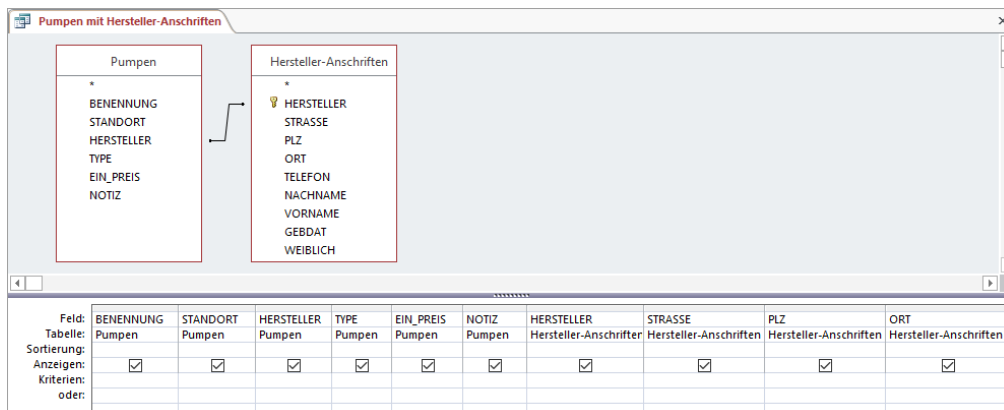 Pumpen mit Hersteller-Anschriften
Pumpen
*
BENENNUNG
STANDORT
HERSTELLER
TYPE
EIN_PREIS
NOTIZ
Hersteller-Anschriften
*
HERSTELLER
STRASSE
PLZ
ORT
TELEFON
NACHNAME
VORNAME
GEBDAT
WEIBLICH
Feld: BENENNUNG STANDORT HERSTELLER TYPE EIN_PREIS NOTIZ HERSTELLER STRASSE PLZ ORT
Tabelle: Pumpen Pumpen Pumpen Pumpen Pumpen Pumpen Hersteller-Anschriften Hersteller-Anschriften Hersteller-Anschriften Hersteller-Anschriften
Sortierung:
Anzeigen:
Kriterien:
oder: